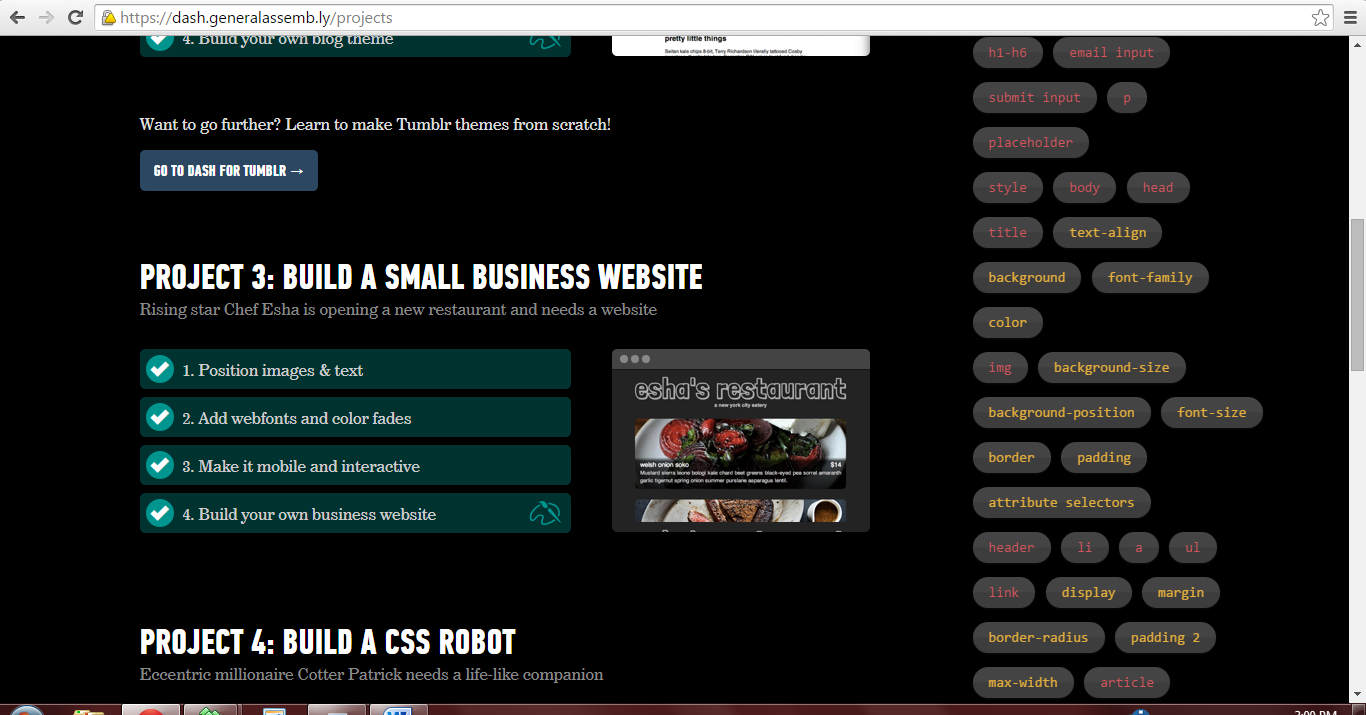 https://dash.generalassemb.ly/projects
4. Build your own blog theme
pretty little things
Seitan kale chips 8-bit, Terry Richardson literally tattooed Cosby
Want to go further? Learn to make Tumblr themes from scratch!
GO TO DASH FOR TUMBLR →
PROJECT 3: BUILD A SMALL BUSINESS WEBSITE
Rising star Chef Esha is opening a new restaurant and needs a website
1. Position images & text
2. Add webfonts and color fades
3. Make it mobile and interactive
4. Build your own business website
esha's restaurant
a new york city eatery
welsh onion soko $14
Mustard sierra leone bologi kale chard beet greens black-eyed pea sorrel amaranth
garlic tigernut spring onion summer purslane asparagus lentil.
PROJECT 4: BUILD A CSS ROBOT
Eccentric millionaire Cotter Patrick needs a life-like companion
h1-h6 email input
submit input p
placeholder
style body head
title text-align
background font-family
color
img background-size
background-position font-size
border padding
attribute selectors
header li a ul
link display margin
border-radius padding 2
max-width article
2:00 PM